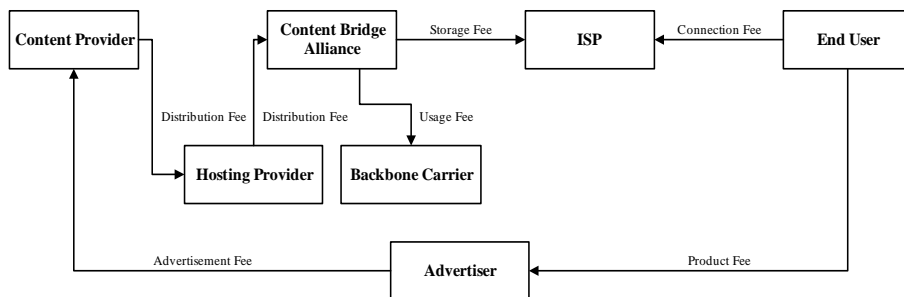 Content Provider
Content Bridge
Alliance
Storage Fee
ISP
Connection Fee
End User
Distribution Fee
Distribution Fee
Usage Fee
Hosting Provider
Backbone Carrier
Advertisement Fee
Advertiser
Product Fee